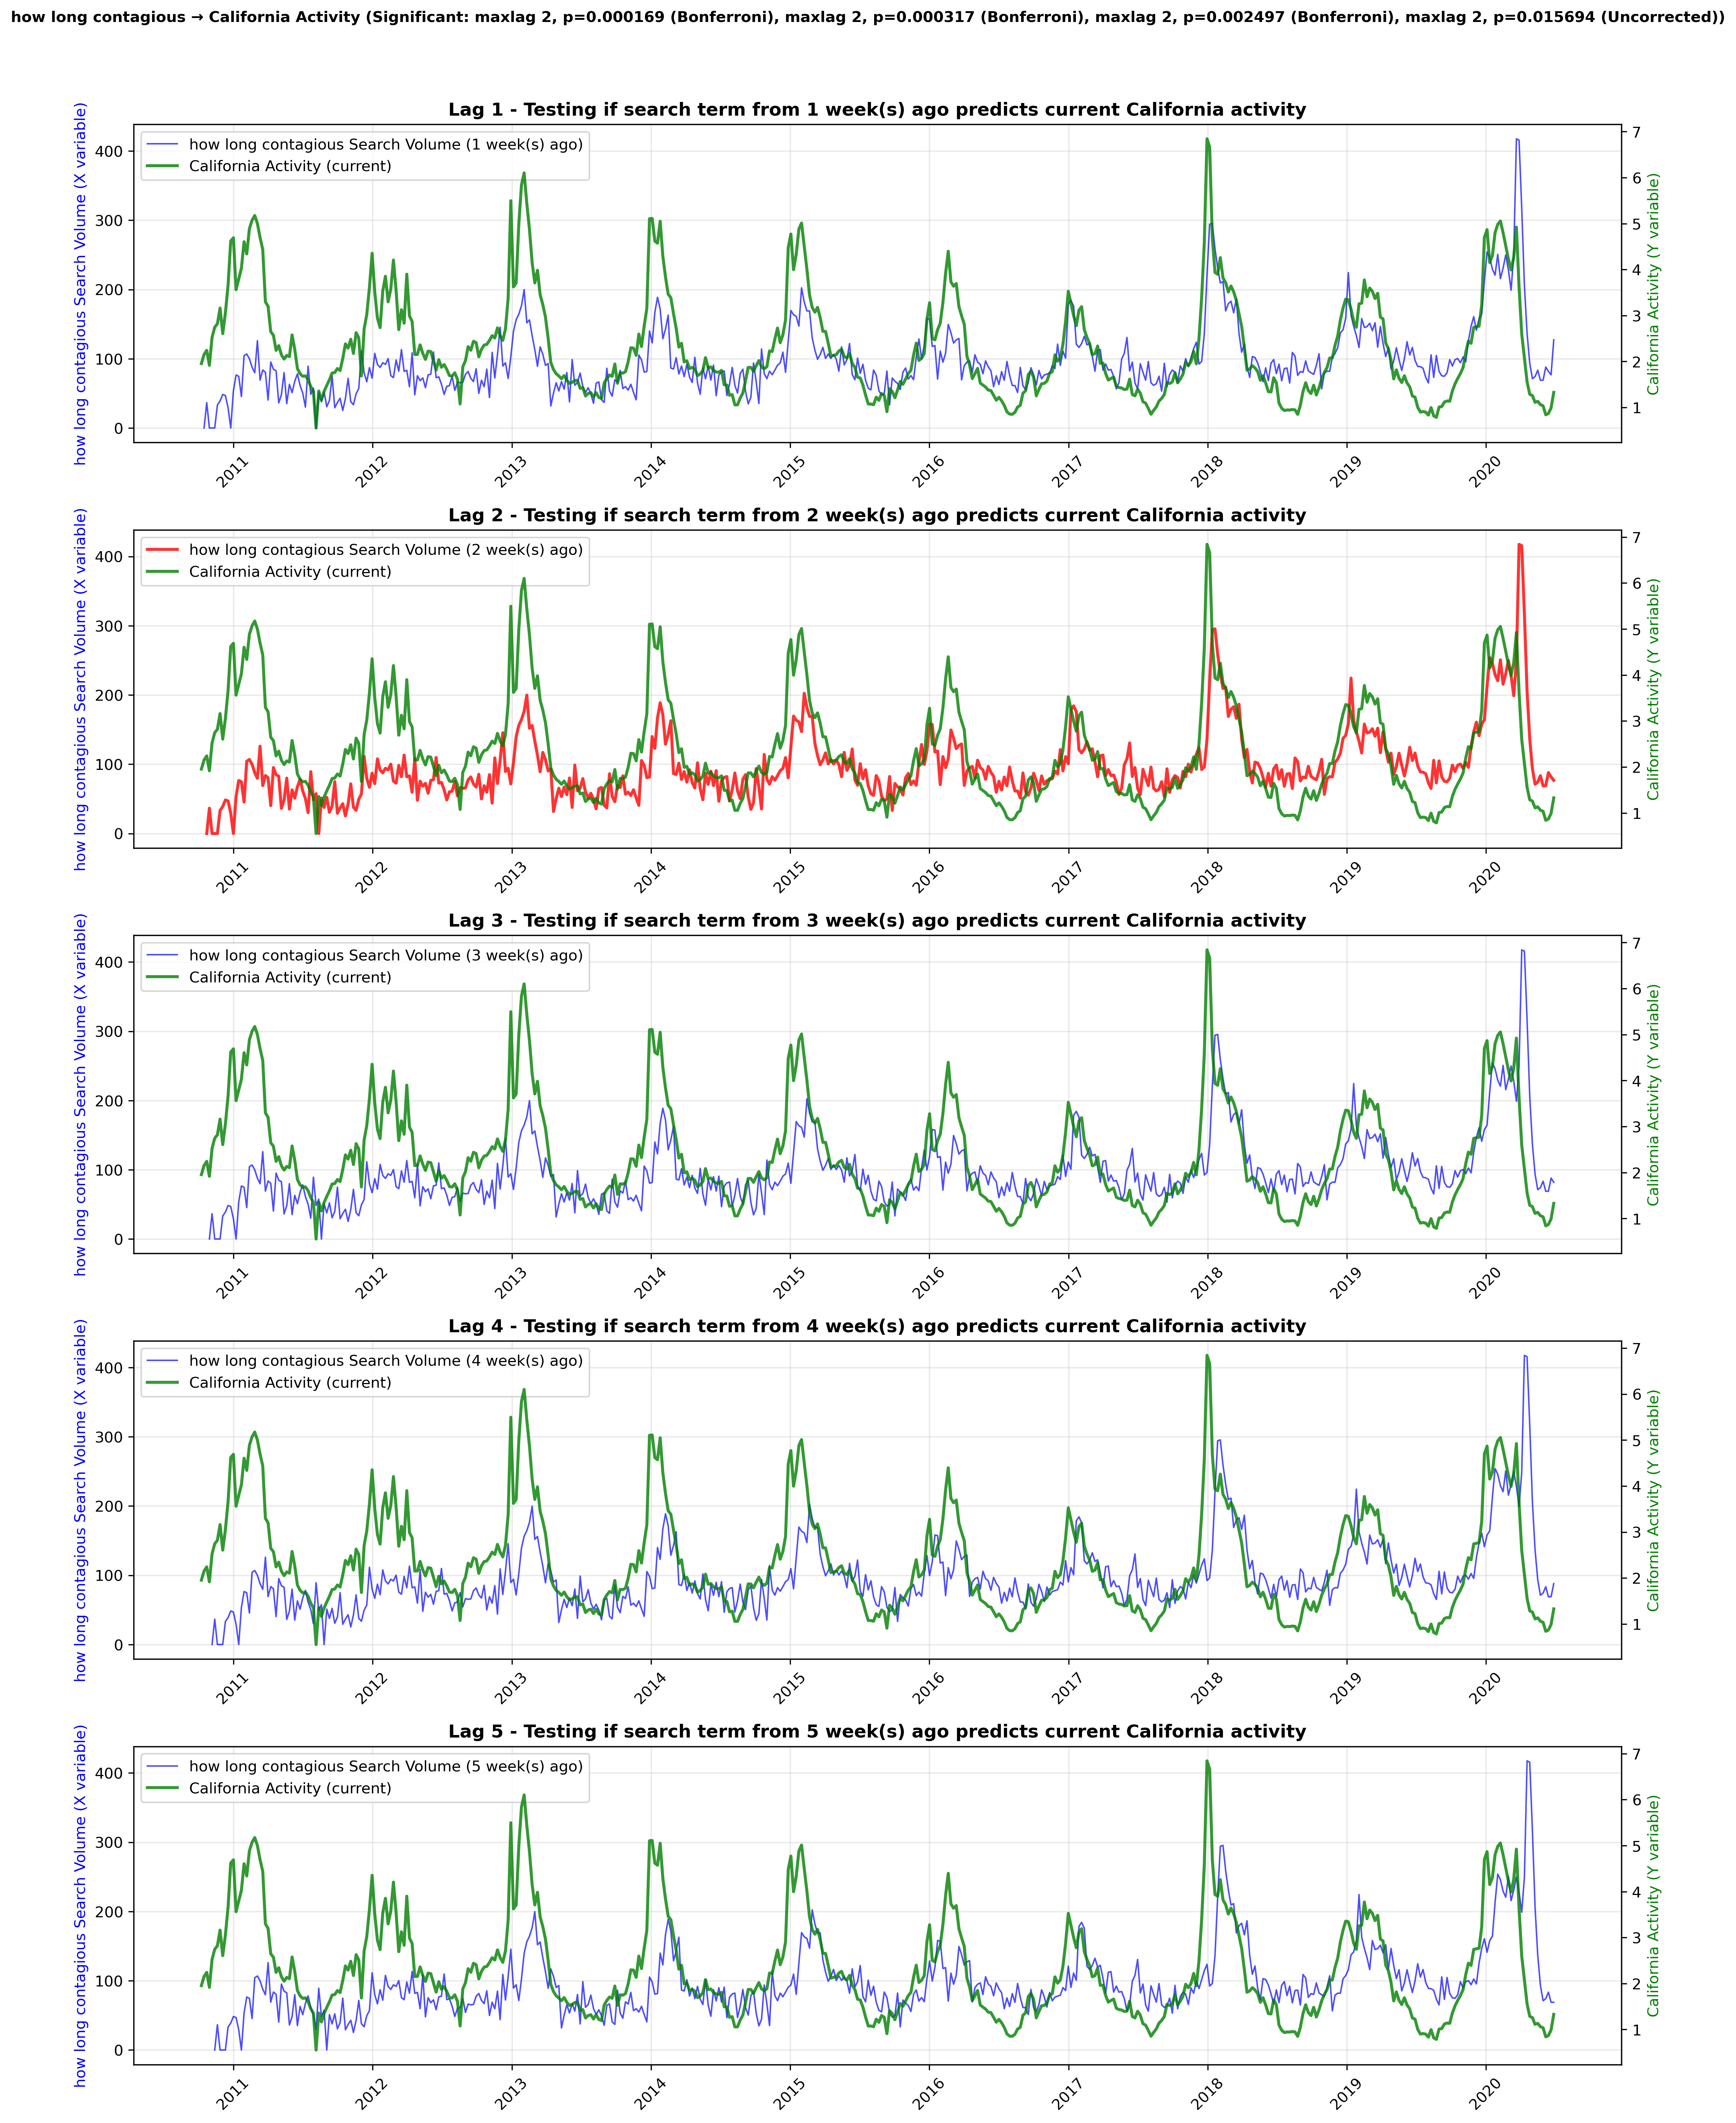 how long contagious → California Activity (Significant: maxlag 2, p=0.000169 (Bonferroni), maxlag 2, p=0.000317 (Bonferroni), maxlag 2, p=0.002497 (Bonferroni), maxlag 2, p=0.015694 (Uncorrected))
Lag 1 - Testing if search term from 1 week(s) ago predicts current California activity
how long contagious Search Volume (X variable)
400
300
200
100
0
how long contagious Search Volume (1 week(s) ago)
California Activity (current)
7
6
5
4
3
2
1
California Activity (Y variable)
2011 2012 2013 2014 2015 2016 2017 2018 2019 2020
Lag 2 - Testing if search term from 2 week(s) ago predicts current California activity
how long contagious Search Volume (X variable)
400
300
200
100
0
how long contagious Search Volume (2 week(s) ago)
California Activity (current)
7
6
5
4
3
2
1
California Activity (Y variable)
2011 2012 2013 2014 2015 2016 2017 2018 2019 2020
Lag 3 - Testing if search term from 3 week(s) ago predicts current California activity
how long contagious Search Volume (X variable)
400
300
200
100
0
how long contagious Search Volume (3 week(s) ago)
California Activity (current)
7
6
5
4
3
2
1
California Activity (Y variable)
2011 2012 2013 2014 2015 2016 2017 2018 2019 2020
Lag 4 - Testing if search term from 4 week(s) ago predicts current California activity
how long contagious Search Volume (X variable)
400
300
200
100
0
how long contagious Search Volume (4 week(s) ago)
California Activity (current)
7
6
5
4
3
2
1
California Activity (Y variable)
2011 2012 2013 2014 2015 2016 2017 2018 2019 2020
Lag 5 - Testing if search term from 5 week(s) ago predicts current California activity
how long contagious Search Volume (X variable)
400
300
200
100
0
how long contagious Search Volume (5 week(s) ago)
California Activity (current)
7
6
5
4
3
2
1
California Activity (Y variable)
2011 2012 2013 2014 2015 2016 2017 2018 2019 2020